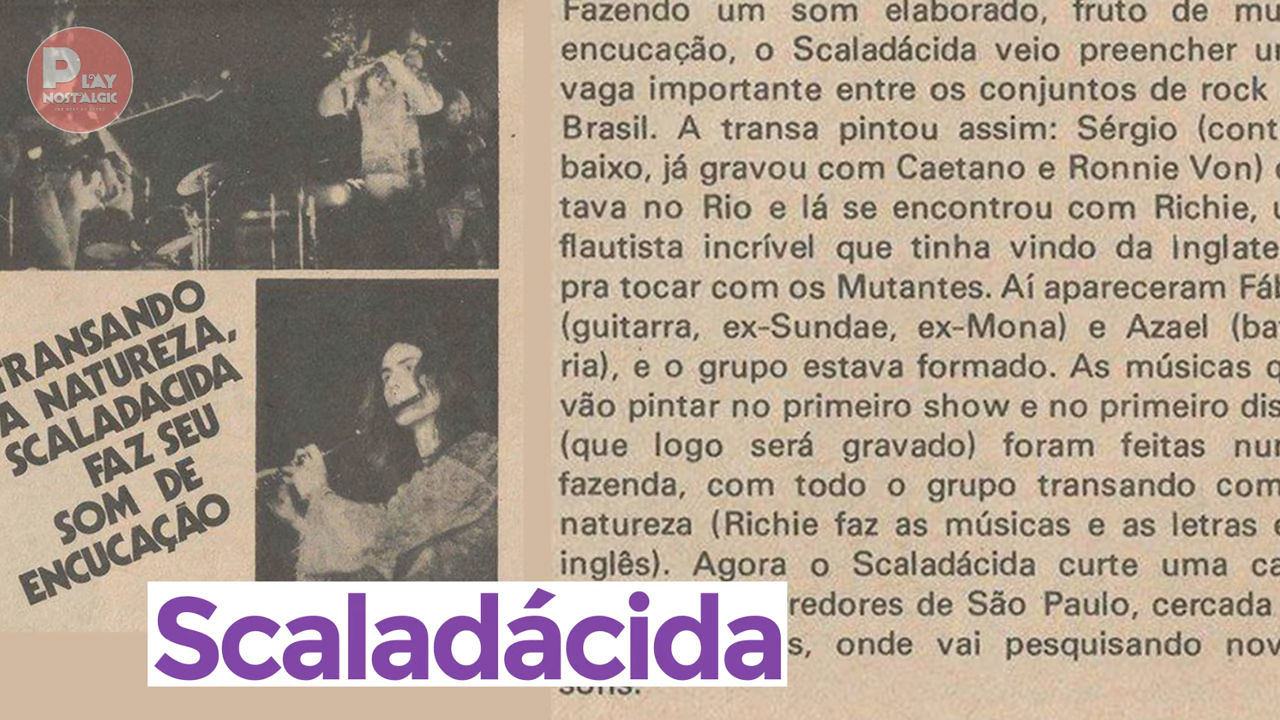 PLAY
NOSTALGIC
TRANSANDO
A NATUREZA,
SCALADÁCIDA
FAZ SEU
SOM DE
ENCUCAÇÃO
Scaladácida
Fazendo um som elaborado, fruto de mu
encucação, o Scaladácida veio preencher um
vaga importante entre os conjuntos de rock
Brasil. A transa pintou assim: Sérgio (cont
baixo, já gravou com Caetano e Ronnie Von)
tava no Rio e lá se encontrou com Richie, u
flautista incrível que tinha vindo da Inglate
pra tocar com os Mutantes. Aí apareceram Fáb
(guitarra, ex-Sundae, ex-Mona) e Azael (ba
ria), e o grupo estava formado. As músicas q
vão pintar no primeiro show e no primeiro dis
(que logo será gravado) foram feitas num
fazenda, com todo o grupo transando com
natureza (Richie faz as músicas e as letras e
inglês). Agora o Scaladácida curte uma ca
redores de São Paulo, cercada
s, onde vai pesquisando nov
sons.